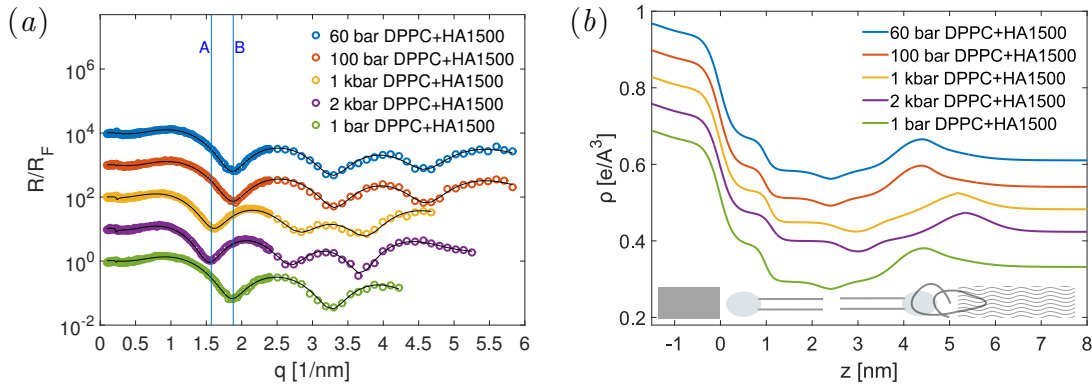 (a)
A
B
60 bar DPPC+HA1500
100 bar DPPC+HA1500
1 kbar DPPC+HA1500
2 kbar DPPC+HA1500
1 bar DPPC+HA1500
10^6
10^4
10^2
10^0
10^-2
R/R_F
0 0.5 1 1.5 2 2.5 3 3.5 4 4.5 5 5.5 6
q [1/nm]
(b)
60 bar DPPC+HA1500
100 bar DPPC+HA1500
1 kbar DPPC+HA1500
2 kbar DPPC+HA1500
1 bar DPPC+HA1500
1
0.8
0.6
0.4
0.2
ρ [e/A^3]
-1 0 1 2 3 4 5 6 7 8
z [nm]